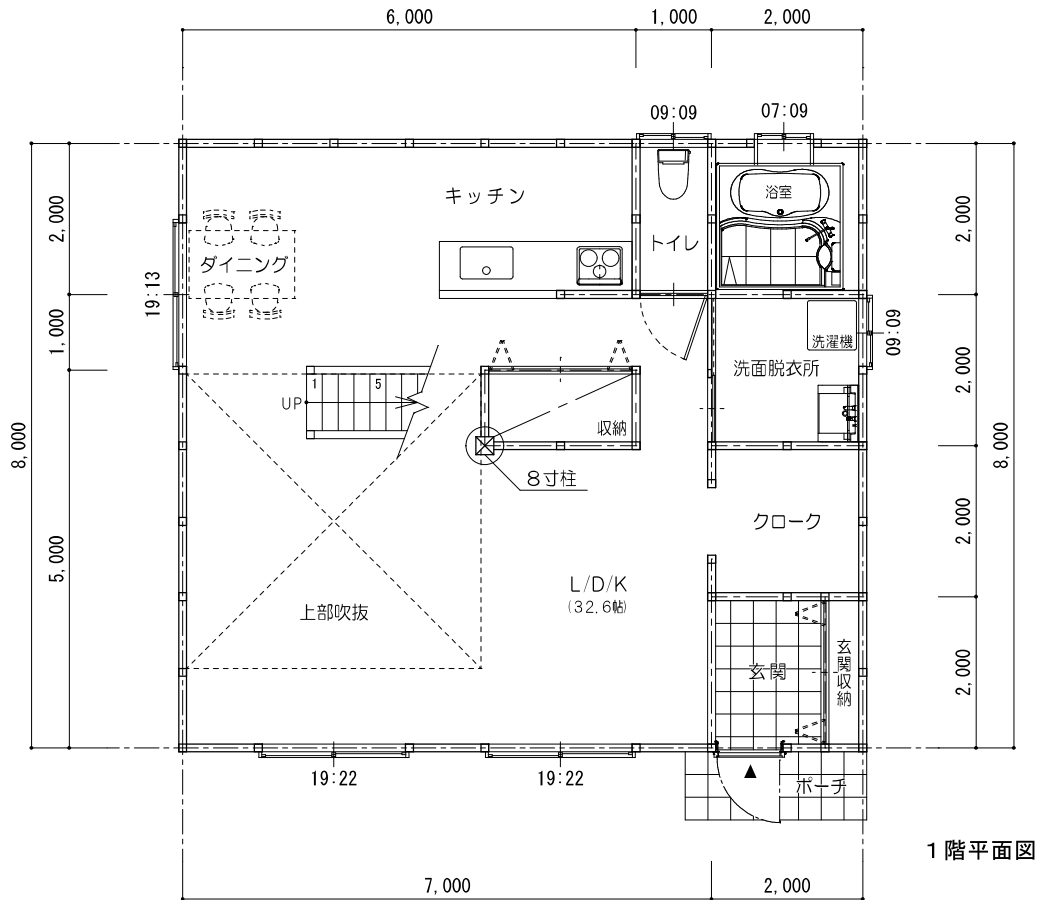 6,000
1,000
2,000
09:09
07:09
キッチン
浴室
トイレ
ダイニング
2,000
2,000
19:13
1,000
洗濯機
09:09
洗面脱衣所
2,000
1
5
UP
収納
8寸柱
8,000
8,000
クローク
2,000
5,000
L/D/K
(32.6帖)
上部吹抜
玄関
玄関収納
2,000
19:22
19:22
▲
ポーチ
1階平面図
7,000
2,000